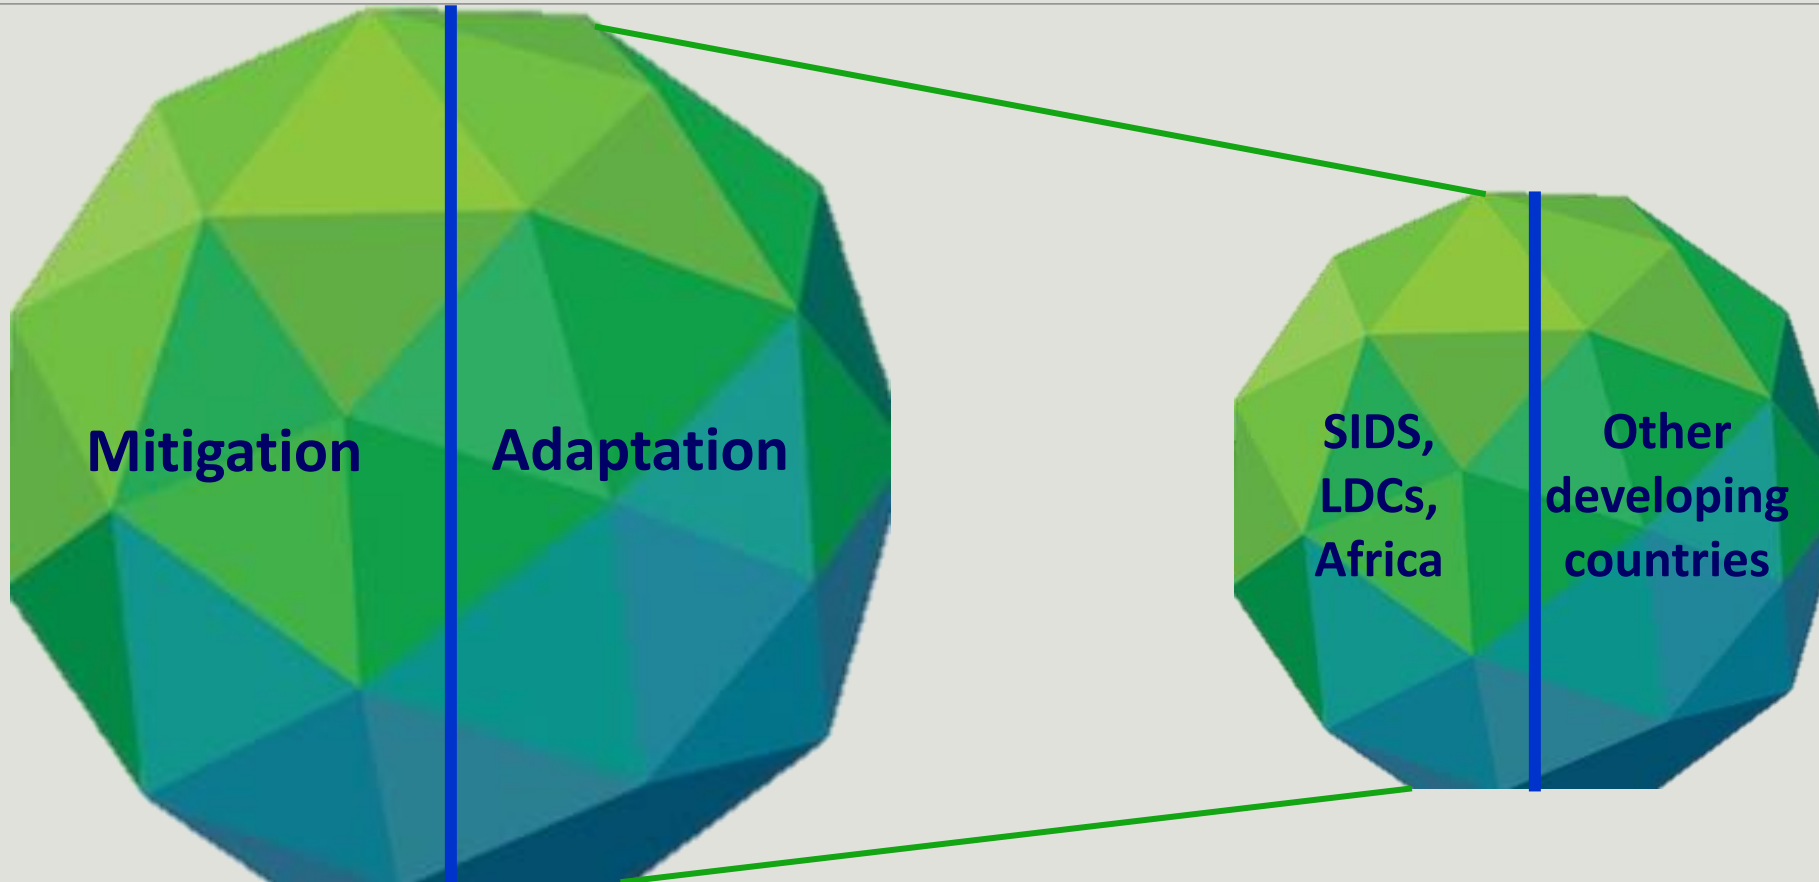 Mitigation
Adaptation
SIDS,
LDCs,
Africa
Other
developing
countries